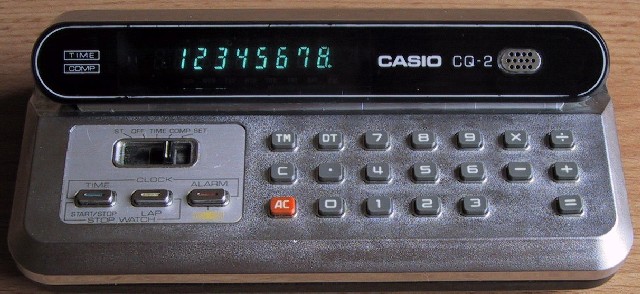 TIME
COMP
12345678.
CASIO CQ-2
ST. OFF TIME COMP SET
CLOCK
TIME ALARM
START/STOP LAP
STOP WATCH
TM DT 7 8 9 × ÷
C · 4 5 6 − +
AC 0 1 2 3 =